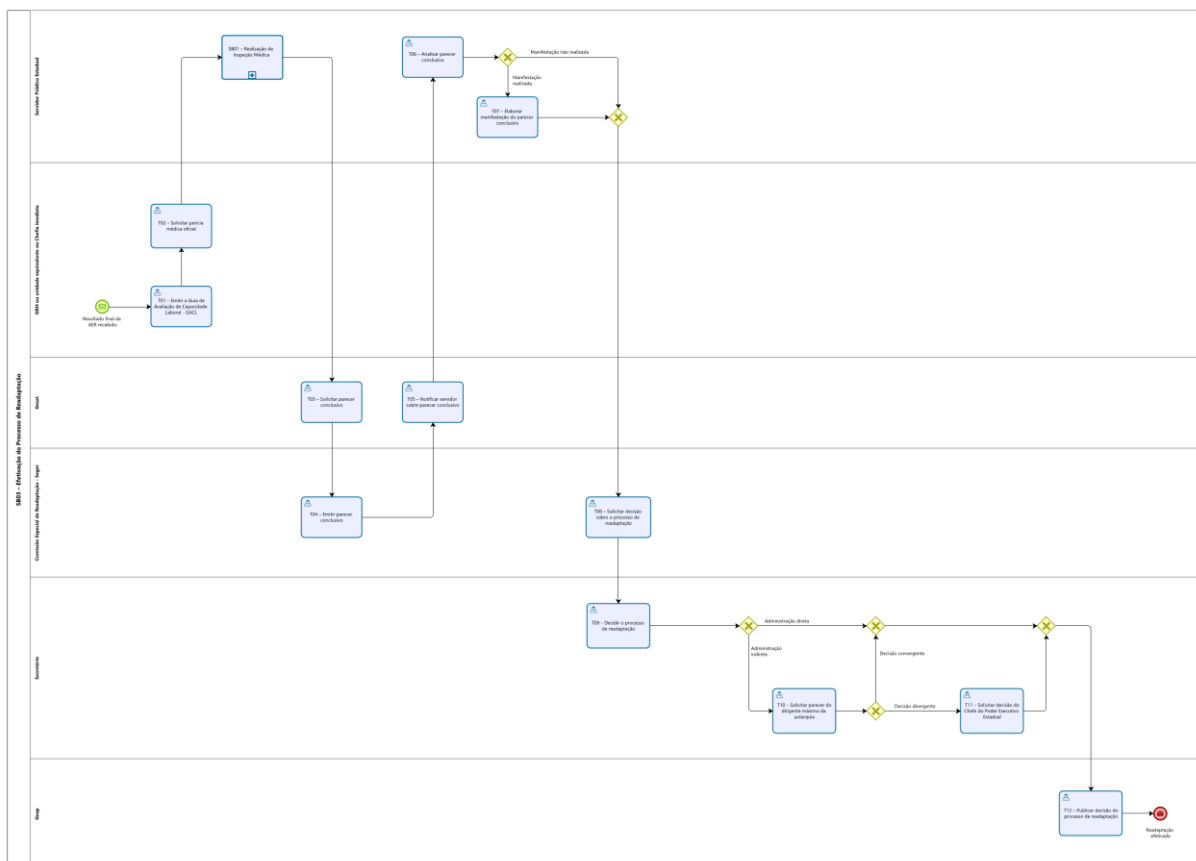 SB03 – Efetivação do Processo de Readaptação
Servidor Público Estadual
SB01 – Realização de
Inspeção Médica
T06 – Analisar parecer
conclusivo
Manifestação não realizada
Manifestação
realizada
T07 – Elaborar
manifestação do parecer
conclusivo
GRH ou unidade equivalente ou Chefia imediata
T02 – Solicitar perícia
médica oficial
Resultado final da
AER recebido
T01 – Emitir a Guia de
Avaliação de Capacidade
Laboral - GACL
T03 – Solicitar parecer
conclusivo
T05 – Notificar servidor
sobre parecer conclusivo
Comissão Especial de Readaptação - Seger
T04 – Emitir parecer
conclusivo
T08 – Solicitar decisão
sobre o processo de
readaptação
Secretário
T09 – Decidir o processo
de readaptação
Administração direta
Administração
indireta
Decisão convergente
T10 – Solicitar parecer do
dirigente máximo da
autarquia
Decisão divergente
T11 – Solicitar decisão do
Chefe do Poder Executivo
Estadual
T12 – Publicar decisão do
processo de readaptação
Readaptação
efetivada